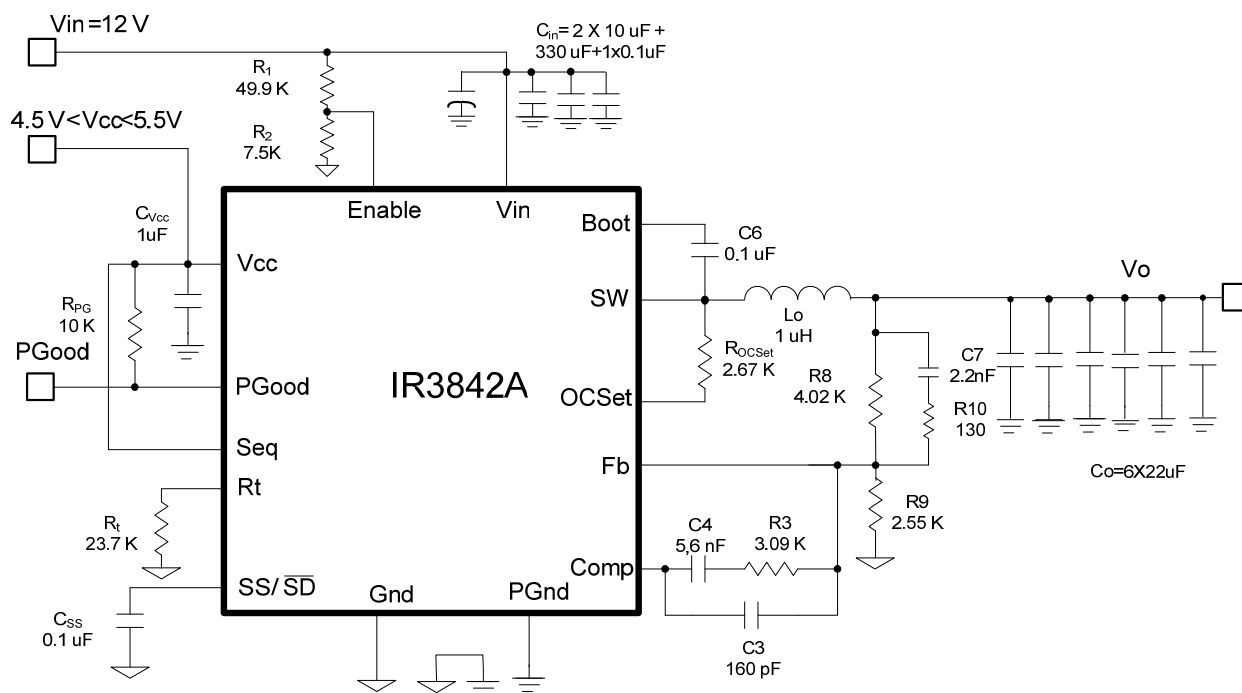 Vin =12 V
4.5 V<Vcc<5.5V
R1
49.9 K
R2
7.5K
Cin= 2 X 10 uF +
330 uF+1x0.1uF
CVcc
1uF
RPG
10 K
PGood
Enable
Vin
Boot
Vcc
SW
PGood
IR3842A
OCSet
Seq
Fb
Rt
Comp
SS/ SD
Gnd
PGnd
Rt
23.7 K
CSS
0.1 uF
C6
0.1 uF
Lo
1 uH
ROCSet
2.67 K
R8
4.02 K
C7
2.2nF
R10
130
Vo
Co=6X22uF
R9
2.55 K
C4
5,6 nF
R3
3.09 K
C3
160 pF